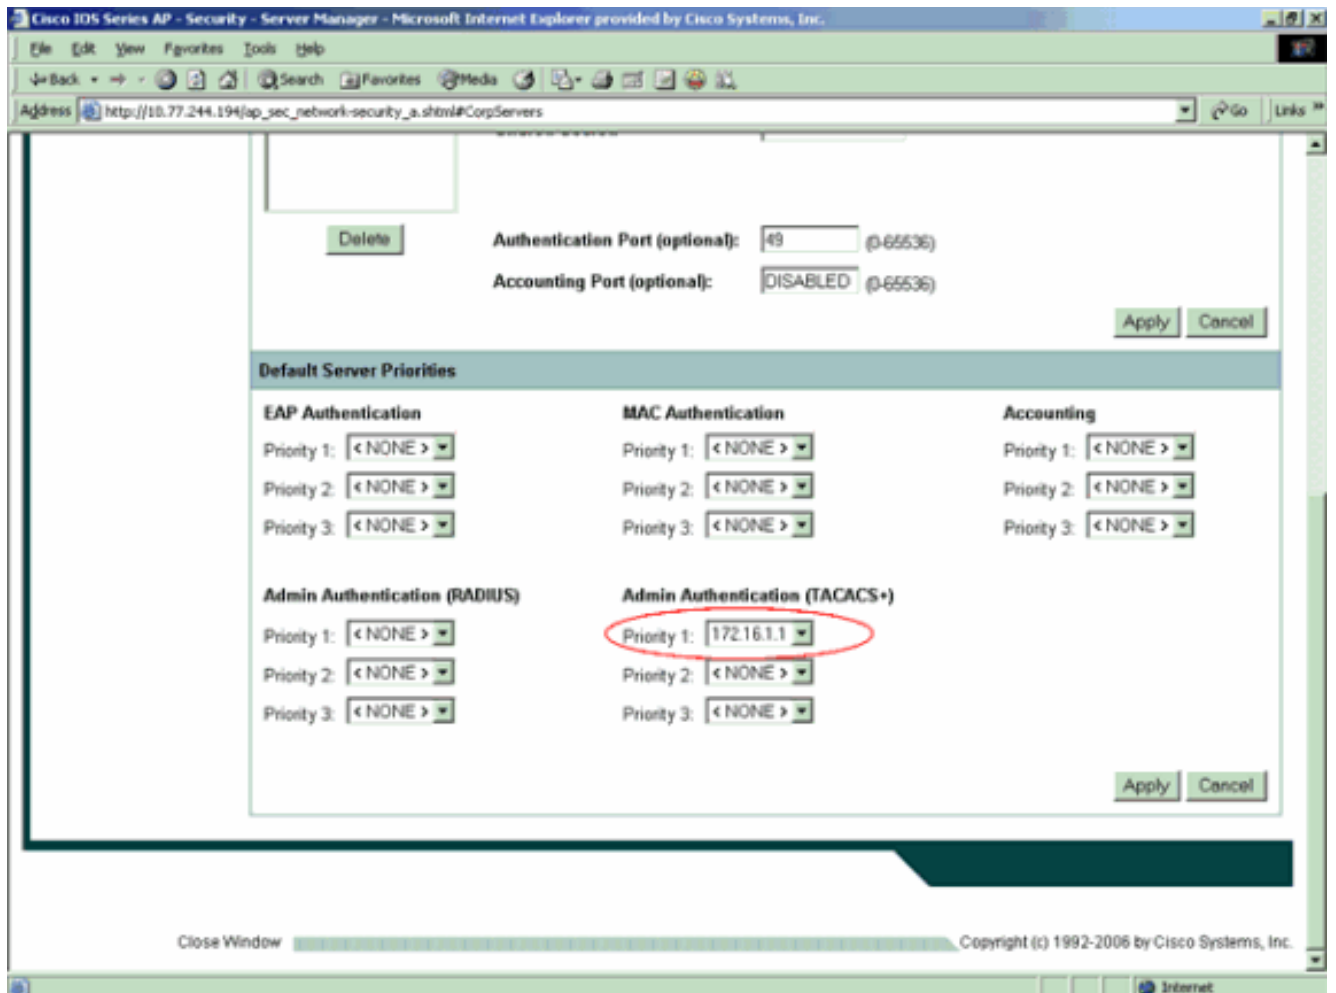 Cisco IOS Series AP - Security - Server Manager - Microsoft Internet Explorer provided by Cisco Systems, Inc.
File Edit View Favorites Tools Help
Back Search Favorites Media
Address http://10.77.244.194/ap_sec_network-security_a.shtml#CorpServers Go Links »
Delete Authentication Port (optional): 49 (0-65536)
Accounting Port (optional): DISABLED (0-65536)
Apply Cancel
Default Server Priorities
EAP Authentication MAC Authentication Accounting
Priority 1: < NONE > Priority 1: < NONE > Priority 1: < NONE >
Priority 2: < NONE > Priority 2: < NONE > Priority 2: < NONE >
Priority 3: < NONE > Priority 3: < NONE > Priority 3: < NONE >
Admin Authentication (RADIUS) Admin Authentication (TACACS+)
Priority 1: < NONE > Priority 1: 172.16.1.1
Priority 2: < NONE > Priority 2: < NONE >
Priority 3: < NONE > Priority 3: < NONE >
Apply Cancel
Close Window Copyright (c) 1992-2006 by Cisco Systems, Inc.
Internet